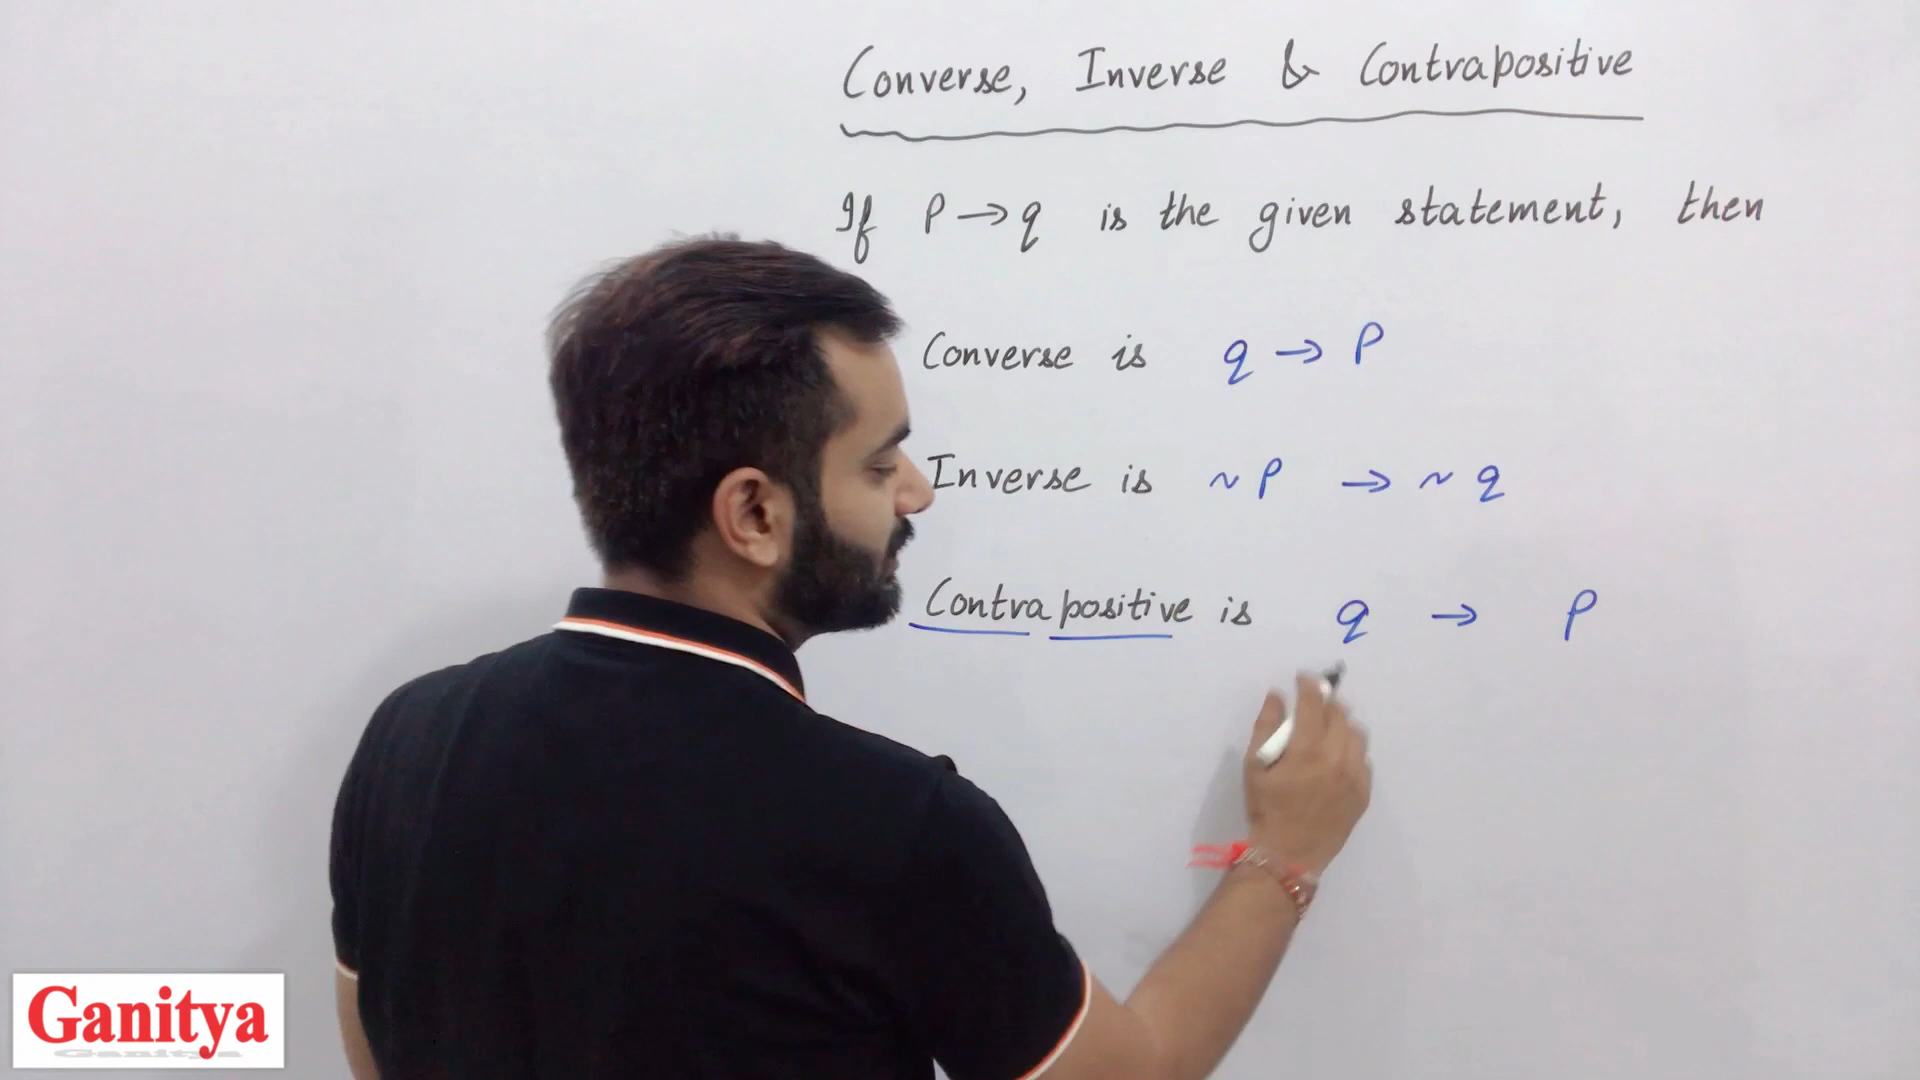 Converse, Inverse & Contrapositive
If P → q is the given statement, then
Converse is q → P
Inverse is ~P → ~q
Contrapositive is q → P
Ganitya